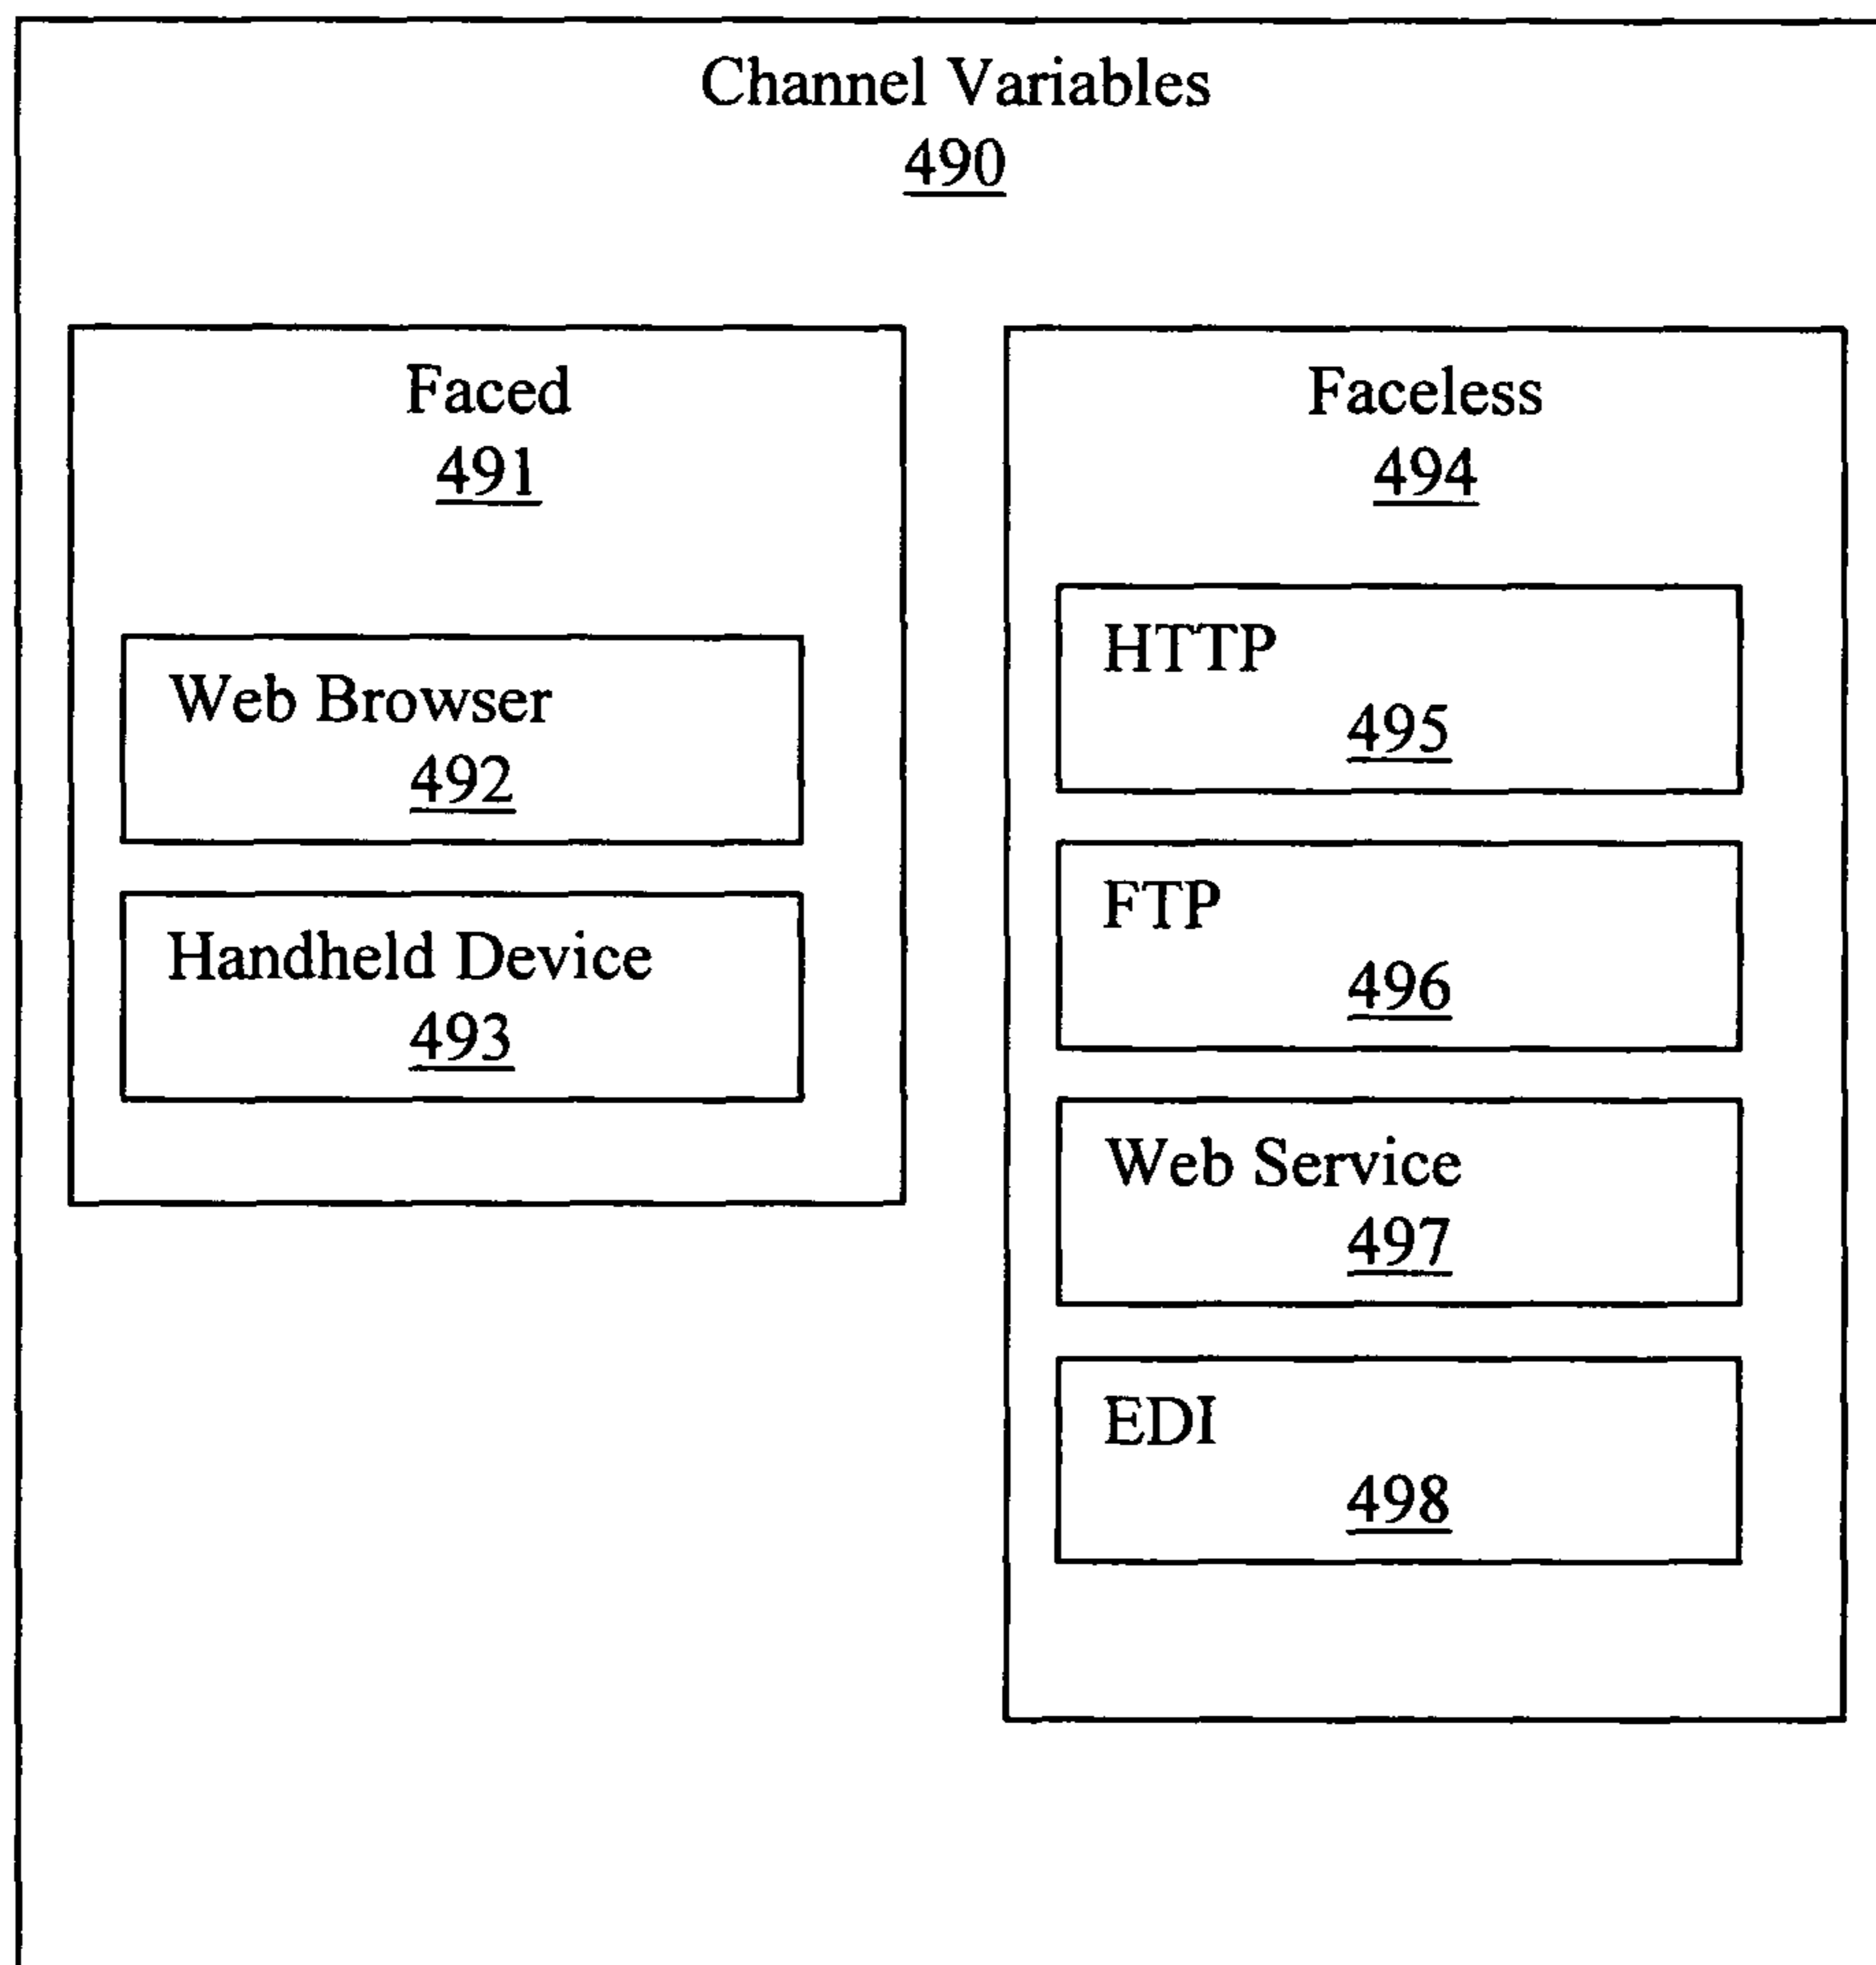 Channel Variables
490
Faced
491
Web Browser
492
Handheld Device
493
Faceless
494
HTTP
495
FTP
496
Web Service
497
EDI
498